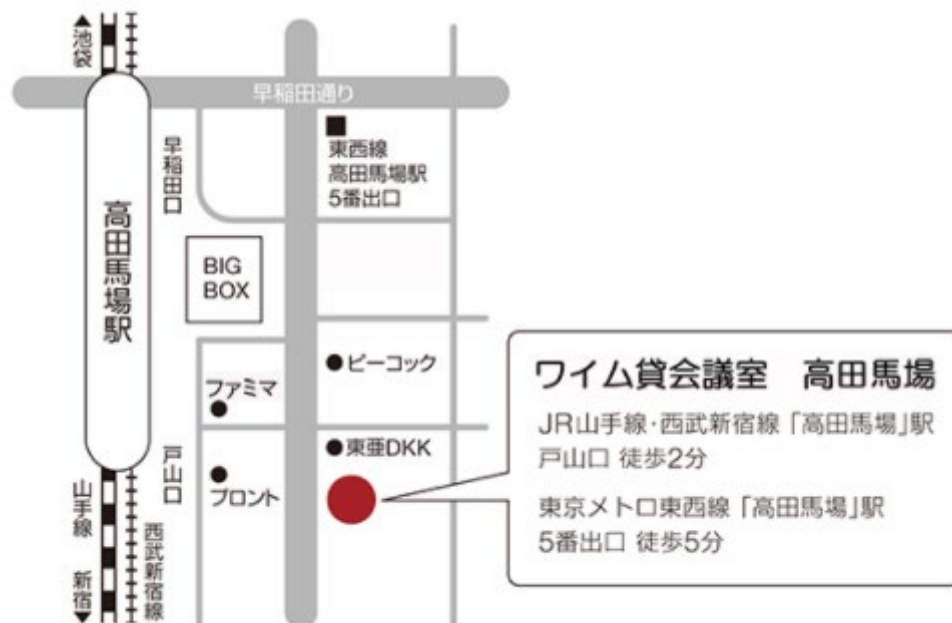 ▲池袋
早稲田通り
早稲田口
高田馬場駅
東西線
高田馬場駅
5番出口
BIG
BOX
ピーコック
ファミマ
東亜DKK
戸山口
プロント
山手線
西武新宿線
新宿▼
ワイム貸会議室 高田馬場
JR山手線・西武新宿線「高田馬場」駅
戸山口 徒歩2分
東京メトロ東西線「高田馬場」駅
5番出口 徒歩5分